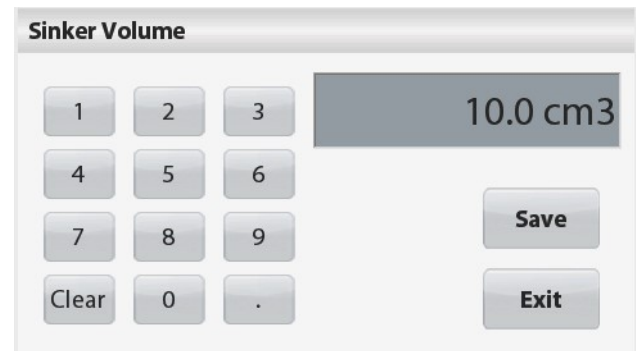 Sinker Volume
10.0 cm3
1 2 3
4 5 6
7 8 9
Clear 0 .
Save
Exit